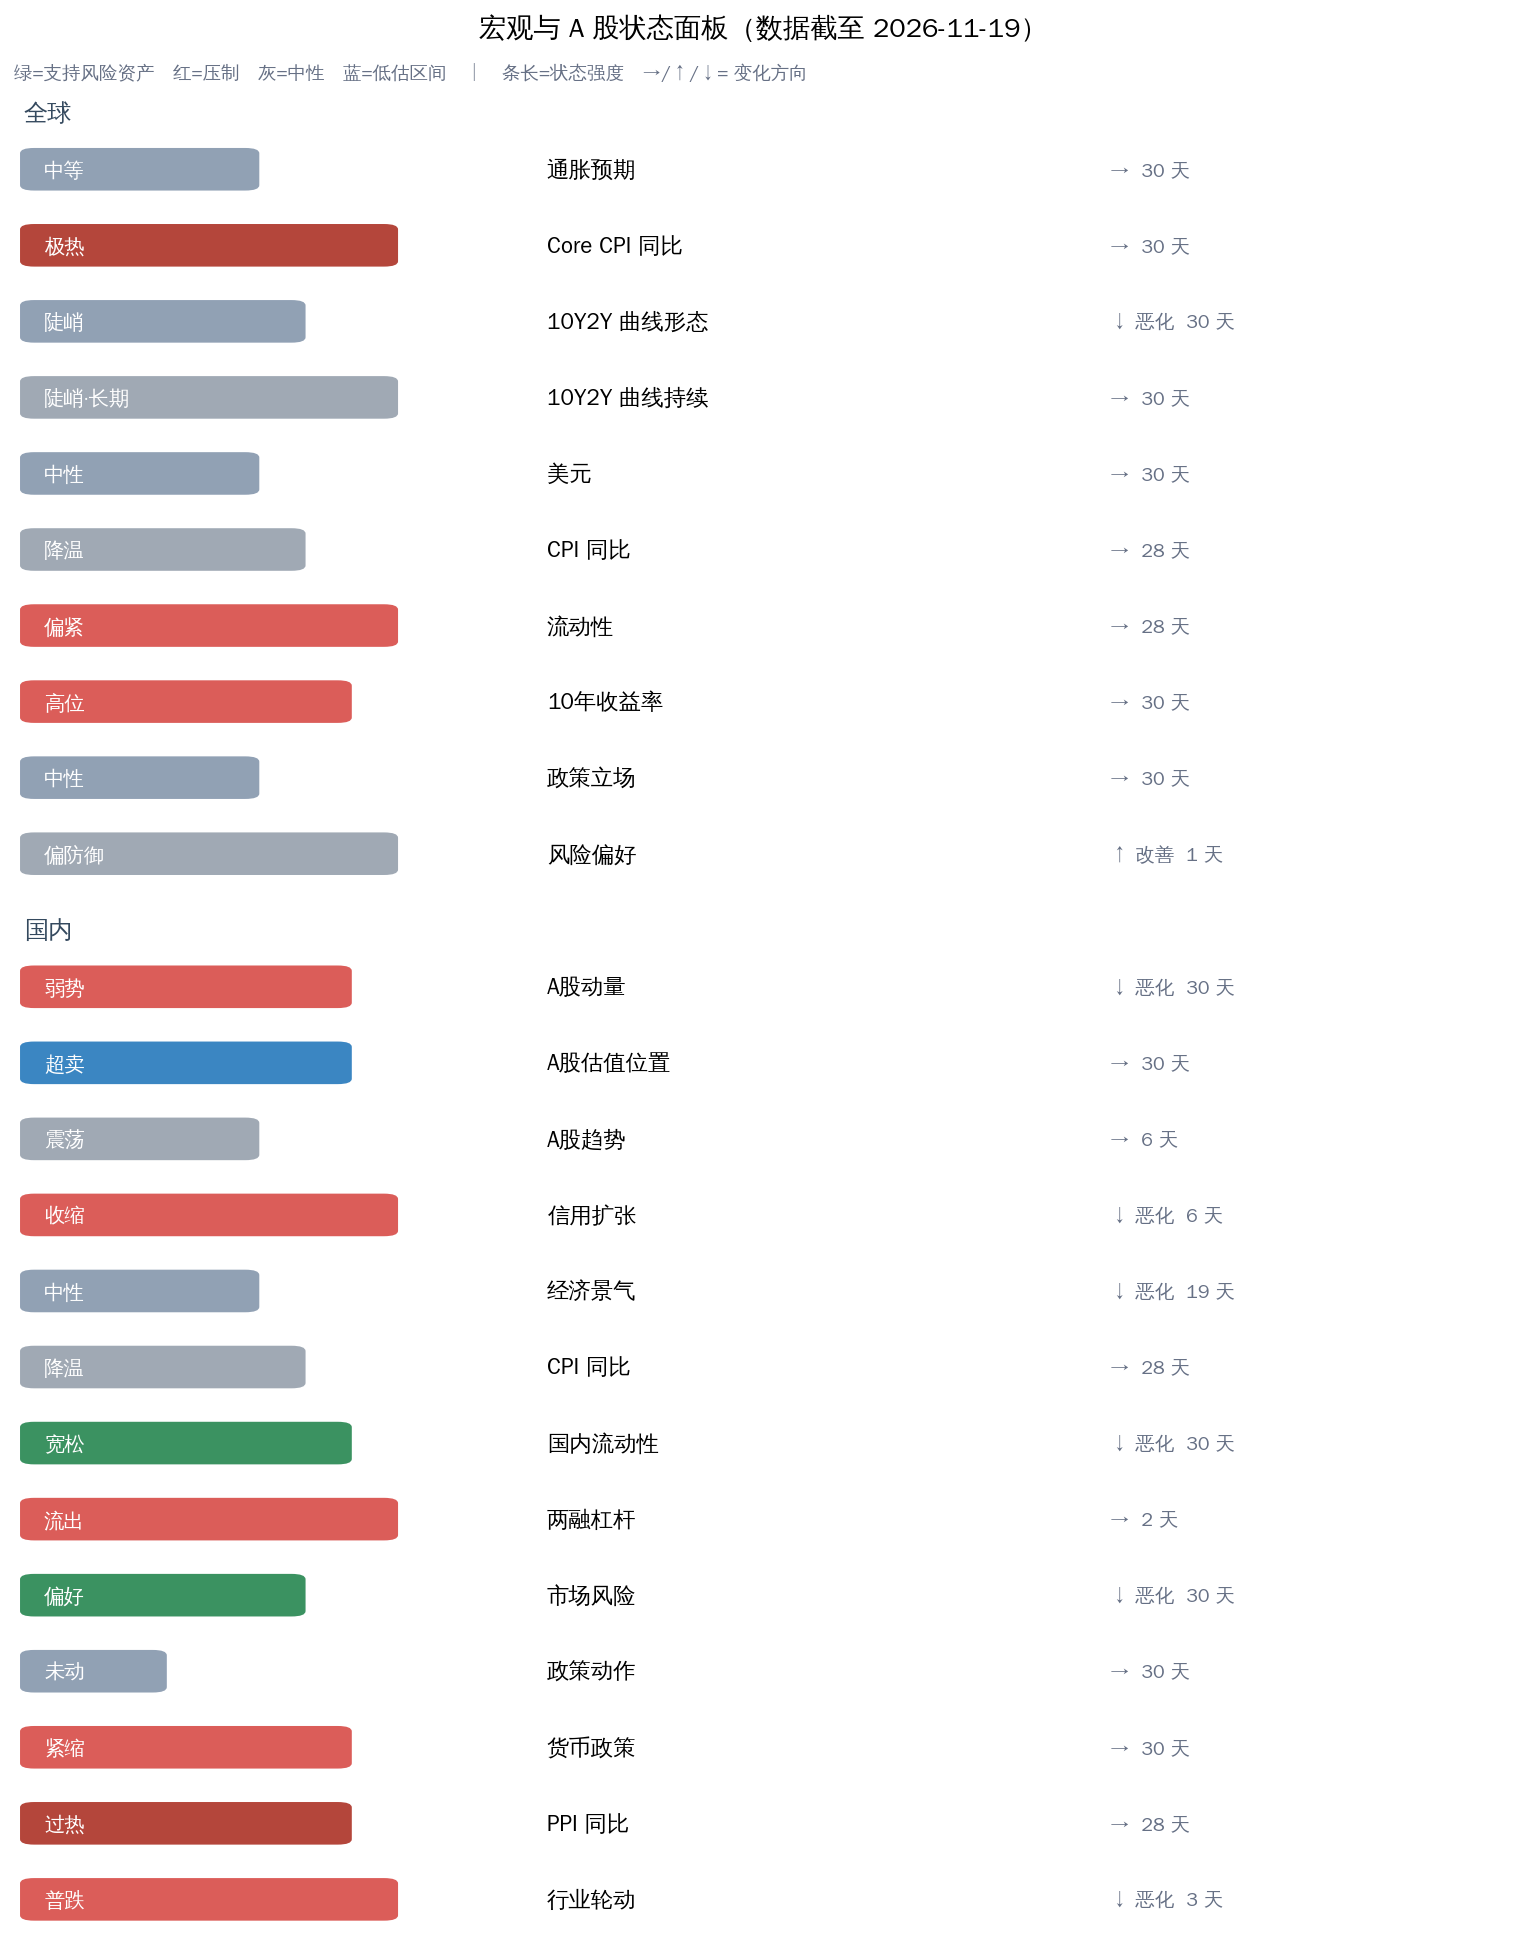 宏观与 A 股状态面板（数据截至 2026-11-19）
绿=支持风险资产 红=压制 灰=中性 蓝=低估区间 | 条长=状态强度 →/↑/↓= 变化方向
全球
中等 通胀预期 → 30 天
极热 Core CPI 同比 → 30 天
陡峭 10Y2Y 曲线形态 ↓ 恶化 30 天
陡峭·长期 10Y2Y 曲线持续 → 30 天
中性 美元 → 30 天
降温 CPI 同比 → 28 天
偏紧 流动性 → 28 天
高位 10年收益率 → 30 天
中性 政策立场 → 30 天
偏防御 风险偏好 ↑ 改善 1 天
国内
弱势 A股动量 ↓ 恶化 30 天
超卖 A股估值位置 → 30 天
震荡 A股趋势 → 6 天
收缩 信用扩张 ↓ 恶化 6 天
中性 经济景气 ↓ 恶化 19 天
降温 CPI 同比 → 28 天
宽松 国内流动性 ↓ 恶化 30 天
流出 两融杠杆 → 2 天
偏好 市场风险 ↓ 恶化 30 天
未动 政策动作 → 30 天
紧缩 货币政策 → 30 天
过热 PPI 同比 → 28 天
普跌 行业轮动 ↓ 恶化 3 天